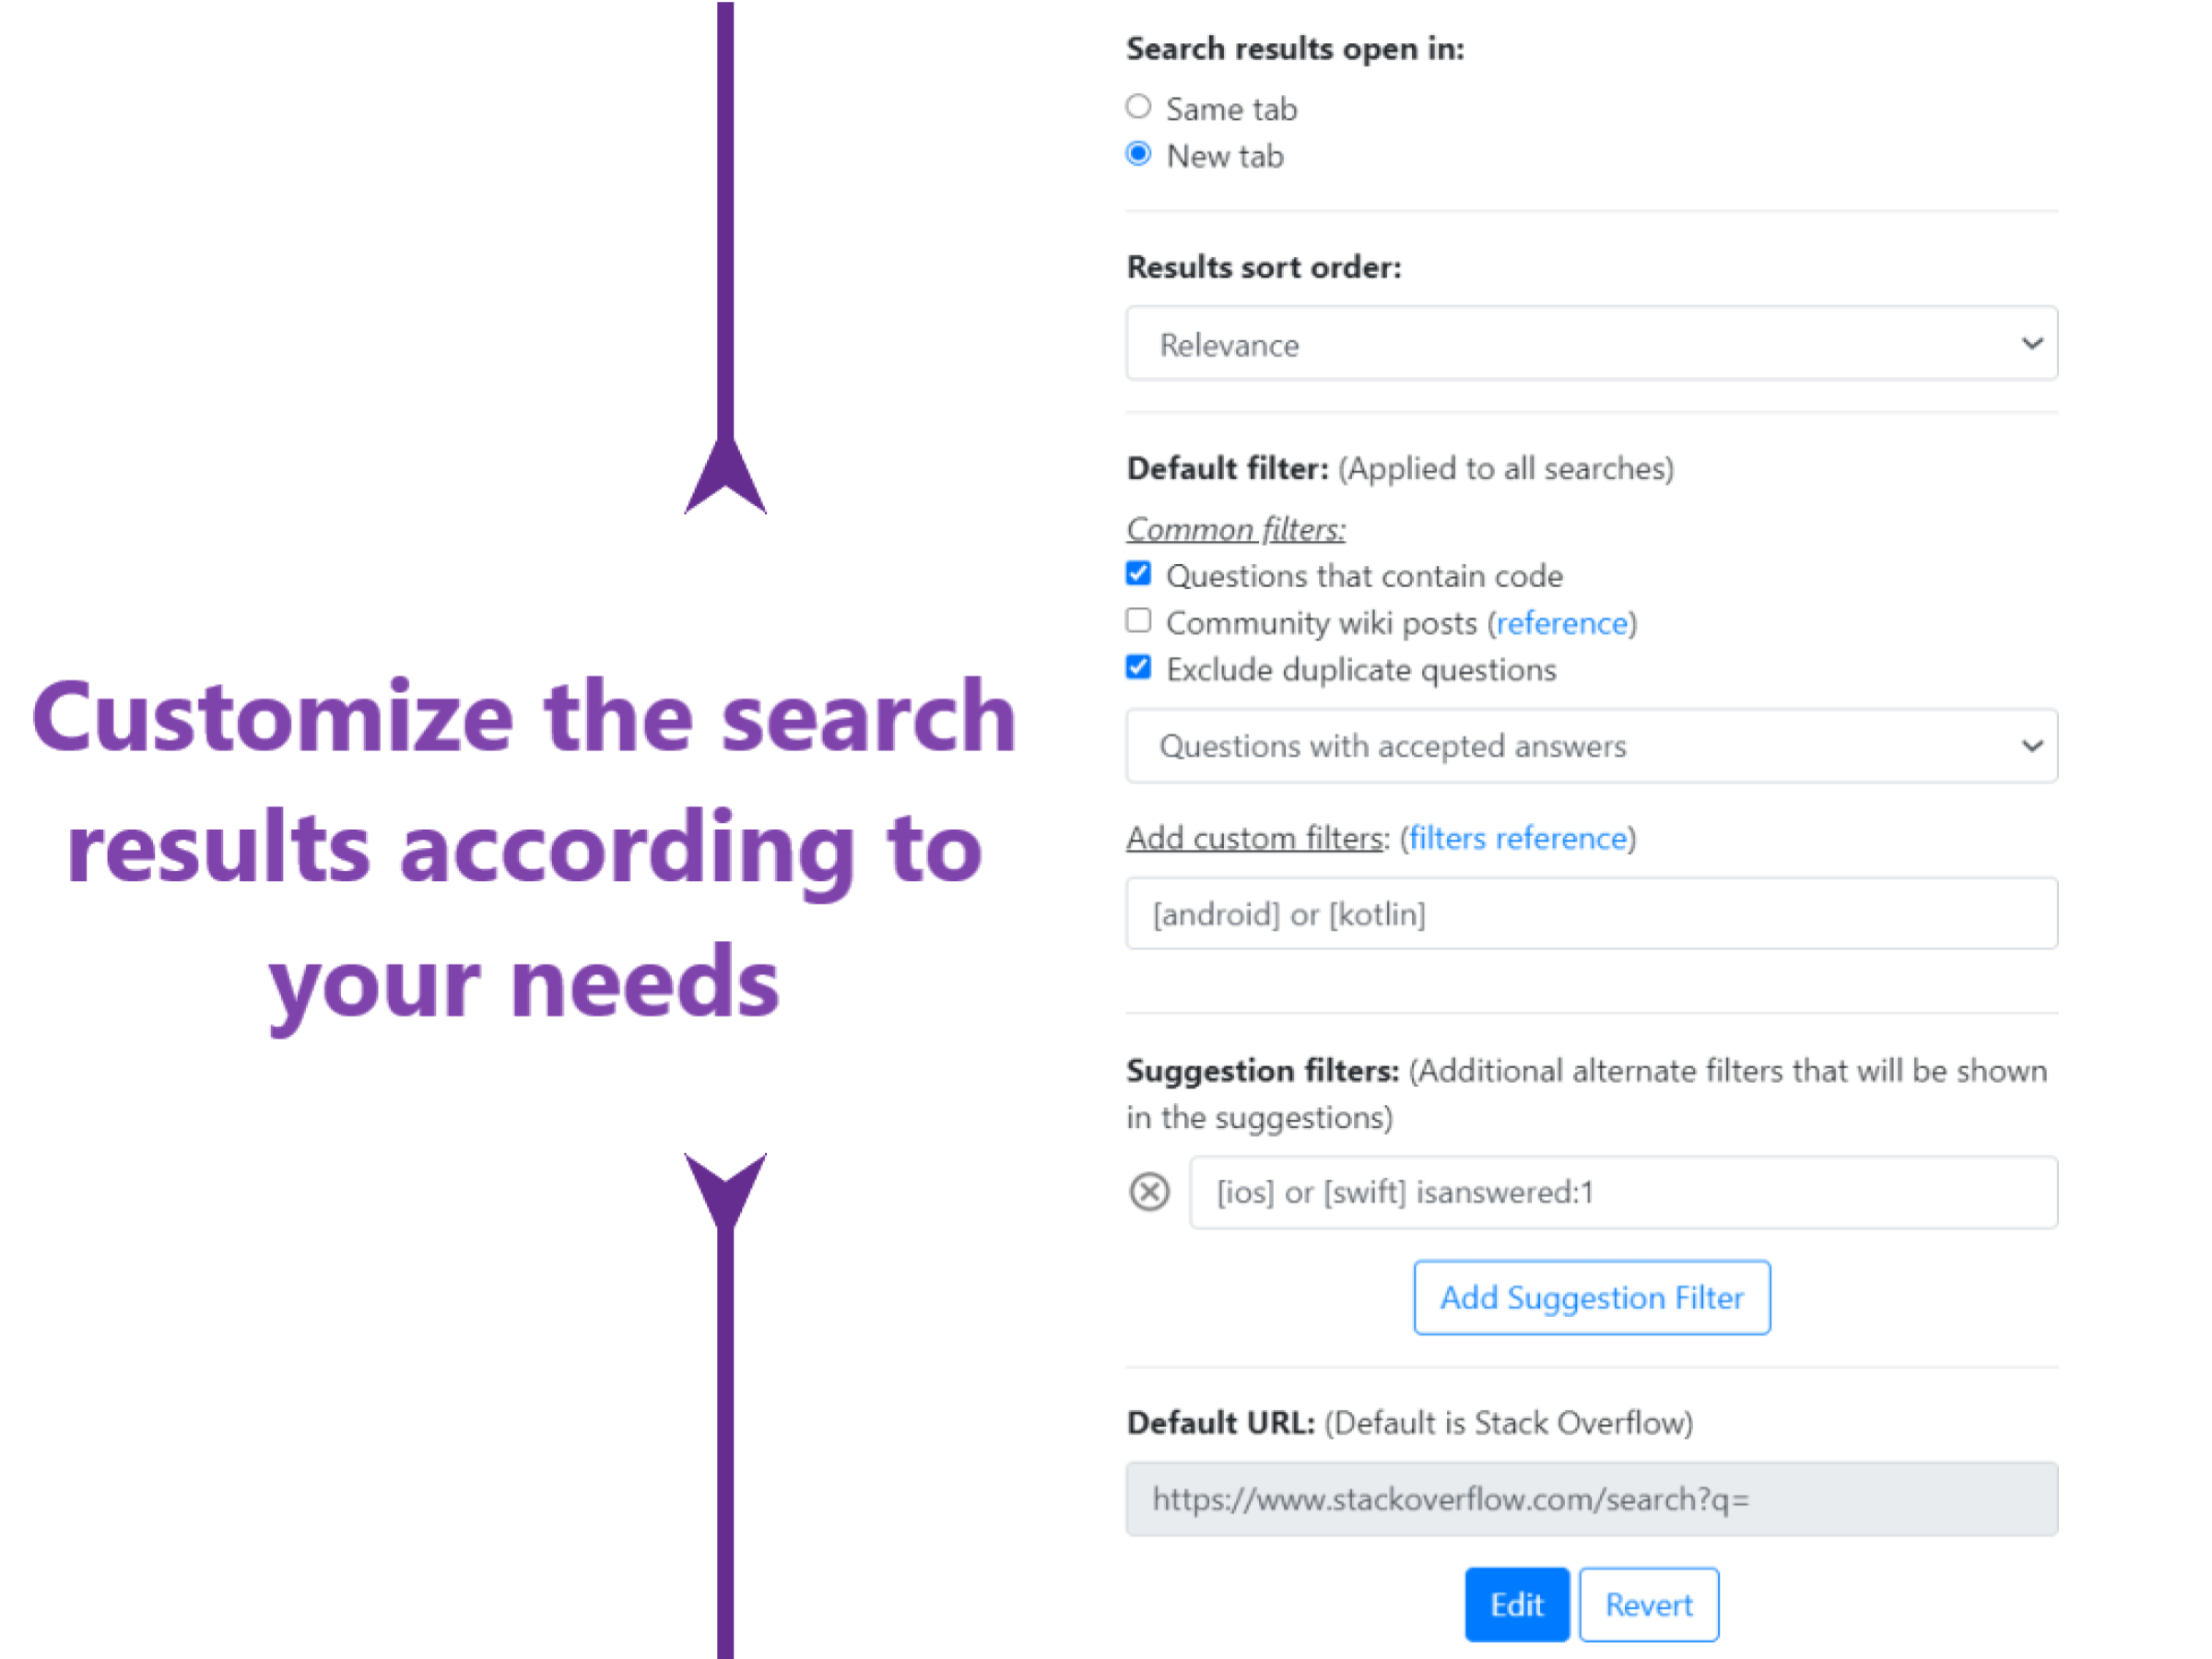 Customize the search
results according to
your needs
Search results open in:
Same tab
New tab
Results sort order:
Relevance
Default filter: (Applied to all searches)
Common filters:
Questions that contain code
Community wiki posts (reference)
Exclude duplicate questions
Questions with accepted answers
Add custom filters: (filters reference)
[android] or [kotlin]
Suggestion filters: (Additional alternate filters that will be shown
in the suggestions)
[ios] or [swift] isanswered:1
Add Suggestion Filter
Default URL: (Default is Stack Overflow)
https://www.stackoverflow.com/search?q=
Edit Revert